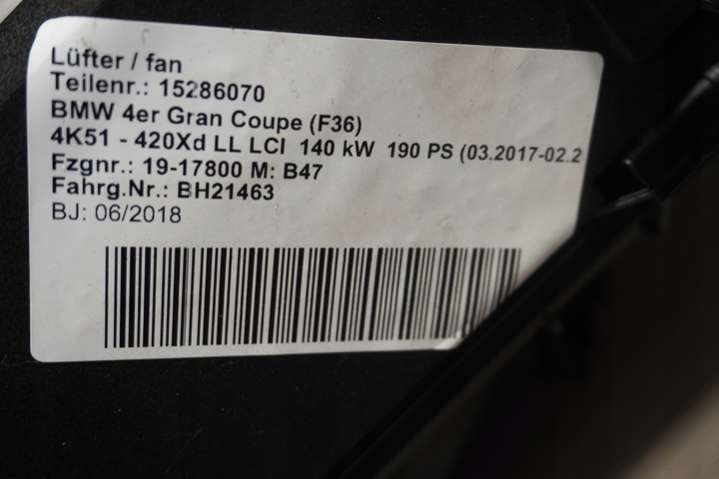 Lüfter / fan
Teilenr.: 15286070
BMW 4er Gran Coupe (F36)
4K51 - 420Xd LL LCI 140 kW 190 PS (03.2017-02.2
Fzgnr.: 19-17800 M: B47
Fahrg.Nr.: BH21463
BJ: 06/2018